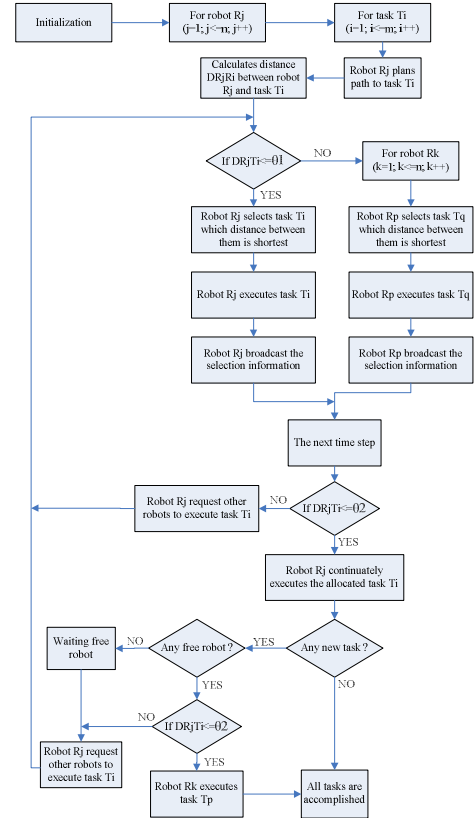 Initialization
For robot Rj
(j=1; j<=n; j++)
For task Ti
(i=1; i<=m; i++)
Calculates distance
DRjRi between robot
Rj and task Ti
Robot Rj plans
path to task Ti
If DRjTi<=θ1
NO
For robot Rk
(k=1; k<=n; k++)
YES
Robot Rj selects task Ti
which distance between
them is shortest
Robot Rp selects task Tq
which distance between
them is shortest
Robot Rj executes task Ti
Robot Rp executes task Tq
Robot Rj broadcast the
selection information
Robot Rp broadcast the
selection information
The next time step
If DRjTi<=θ2
NO
Robot Rj request other
robots to execute task Ti
YES
Robot Rj continuately
executes the allocated task Ti
Waiting free
robot
NO
Any free robot ?
YES
Any new task ?
YES
NO
NO
If DRjTi<=θ2
Robot Rj request
other robots to
execute task Ti
YES
Robot Rk executes
task Tp
All tasks are
accomplished